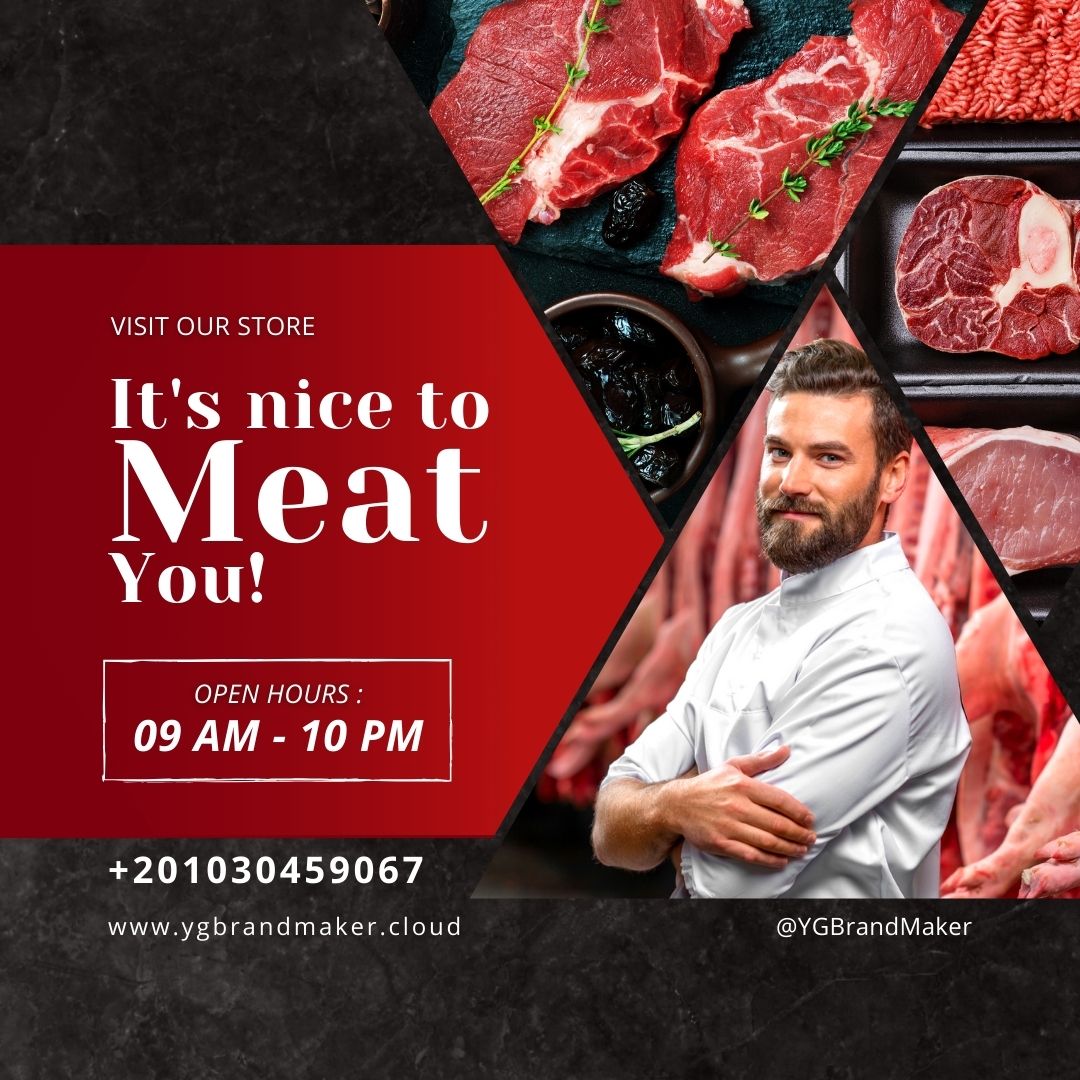 VISIT OUR STORE
It's nice to
Meat
You!
OPEN HOURS :
09 AM - 10 PM
+201030459067
www.ygbrandmaker.cloud
@YGBrandMaker